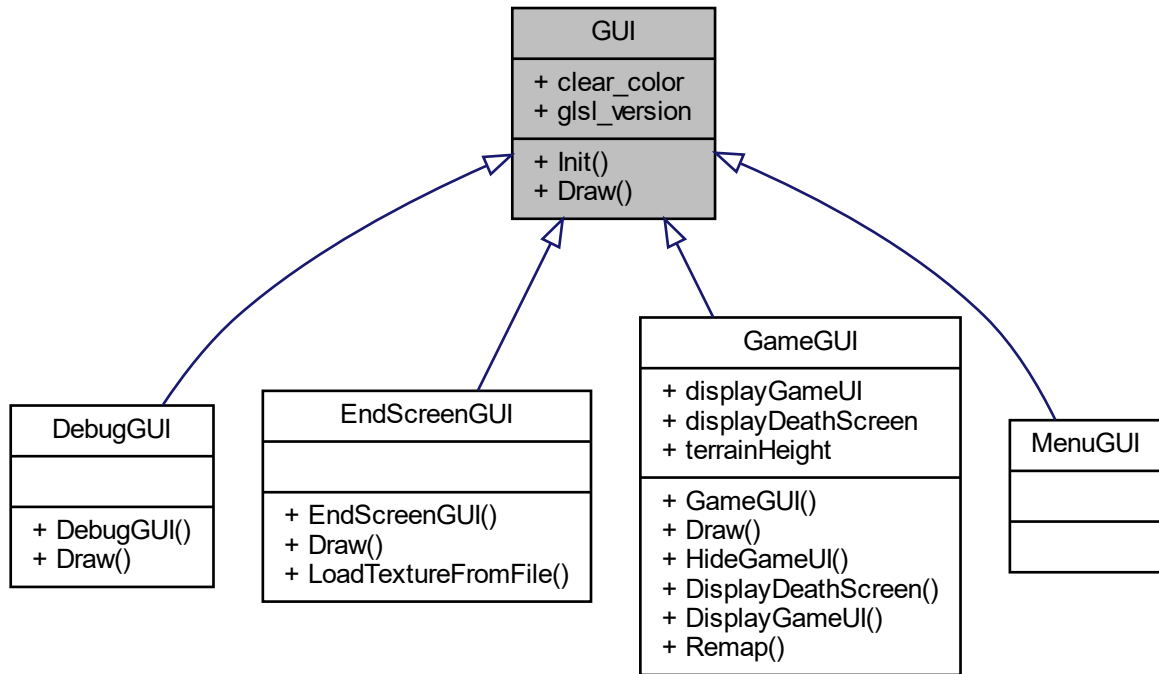 GUI
+ clear_color
+ glsl_version
+ Init()
+ Draw()
DebugGUI
+ DebugGUI()
+ Draw()
EndScreenGUI
+ EndScreenGUI()
+ Draw()
+ LoadTextureFromFile()
GameGUI
+ displayGameUI
+ displayDeathScreen
+ terrainHeight
+ GameGUI()
+ Draw()
+ HideGameUI()
+ DisplayDeathScreen()
+ DisplayGameUI()
+ Remap()
MenuGUI